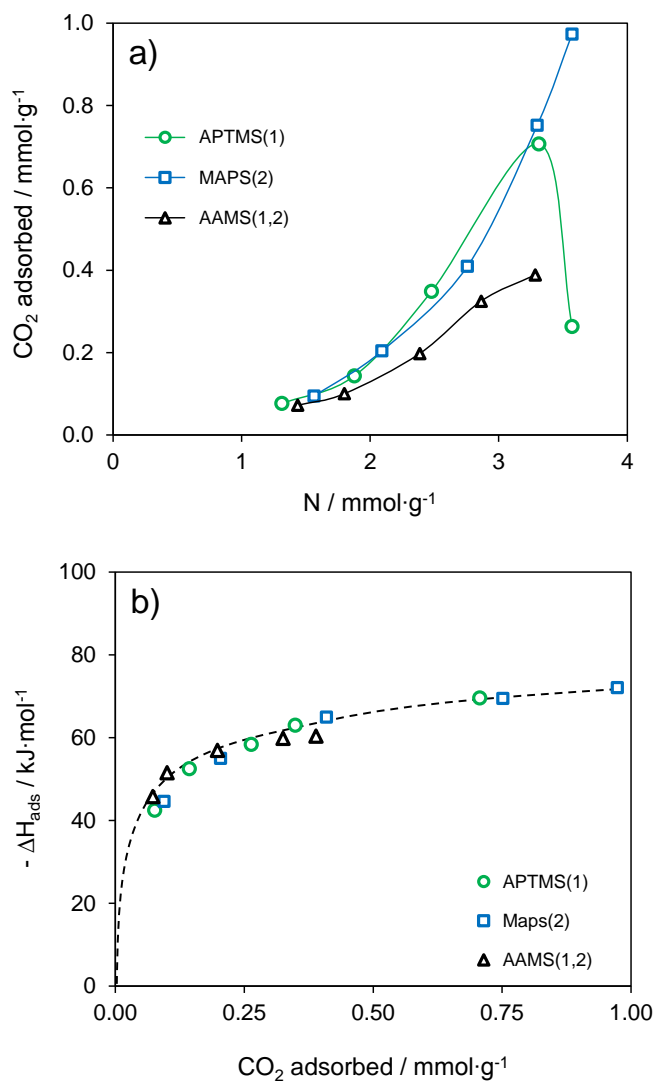 a)
CO₂ adsorbed / mmol·g⁻¹
1.0
0.8
0.6
0.4
0.2
0.0
APTMS(1)
MAPS(2)
AAMS(1,2)
0 1 2 3 4
N / mmol·g⁻¹
b)
- ΔHₐdₛ / kJ·mol⁻¹
100
80
60
40
20
0
APTMS(1)
Maps(2)
AAMS(1,2)
0.00 0.25 0.50 0.75 1.00
CO₂ adsorbed / mmol·g⁻¹